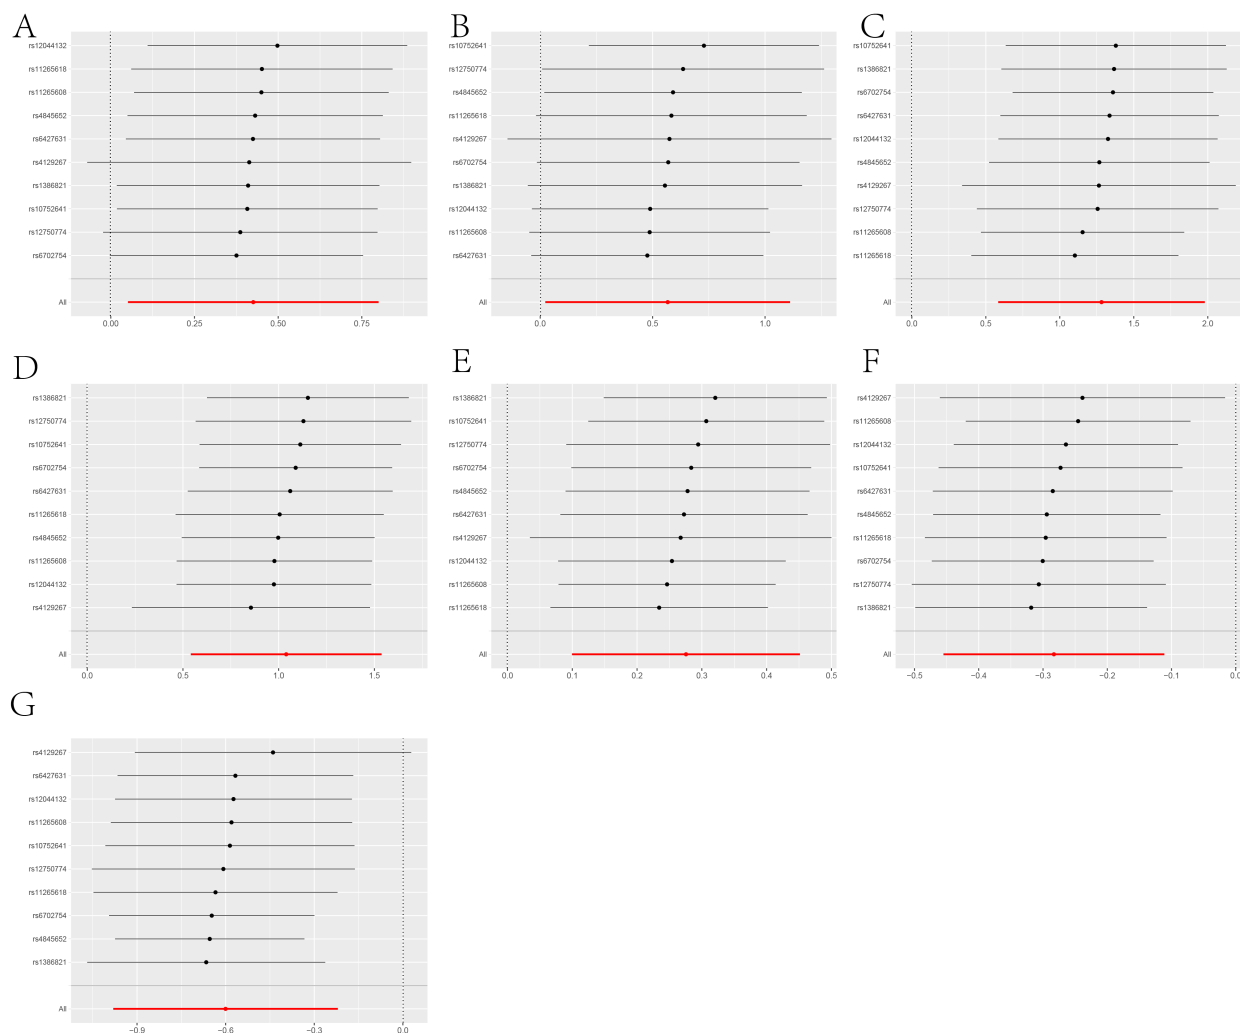 A
rs12044132
rs11265618
rs11265608
rs4845652
rs6427631
rs4129267
rs1386821
rs10752641
rs12750774
rs6702754
All
0.00 0.25 0.50 0.75
B
rs10752641
rs12750774
rs4845652
rs11265618
rs4129267
rs6702754
rs1386821
rs12044132
rs11265608
rs6427631
All
0.0 0.5 1.0
C
rs10752641
rs1386821
rs6702754
rs6427631
rs12044132
rs4845652
rs4129267
rs12750774
rs11265608
rs11265618
All
0.0 0.5 1.0 1.5 2.0
D
rs1386821
rs12750774
rs10752641
rs6702754
rs6427631
rs11265618
rs4845652
rs11265608
rs12044132
rs4129267
All
0.0 0.5 1.0 1.5
E
rs1386821
rs10752641
rs12750774
rs6702754
rs4845652
rs6427631
rs4129267
rs12044132
rs11265608
rs11265618
All
0.0 0.1 0.2 0.3 0.4 0.5
F
rs4129267
rs11265608
rs12044132
rs10752641
rs6427631
rs4845652
rs11265618
rs6702754
rs12750774
rs1386821
All
−0.5 −0.4 −0.3 −0.2 −0.1 0.0
G
rs4129267
rs6427631
rs12044132
rs11265608
rs10752641
rs12750774
rs11265618
rs6702754
rs4845652
rs1386821
All
−0.9 −0.6 −0.3 0.0